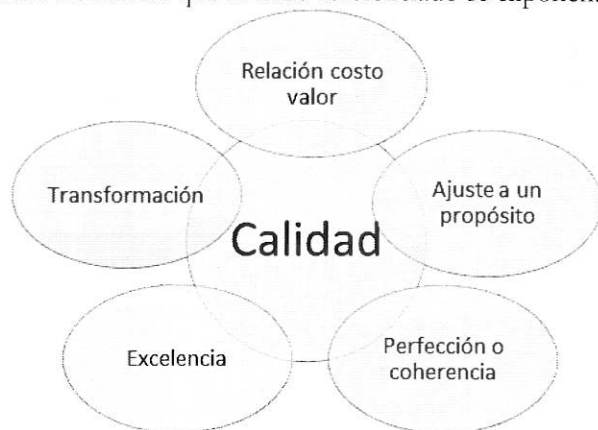 Relación costo
valor
Transformación
Ajuste a un
propósito
Calidad
Excelencia
Perfección o
coherencia